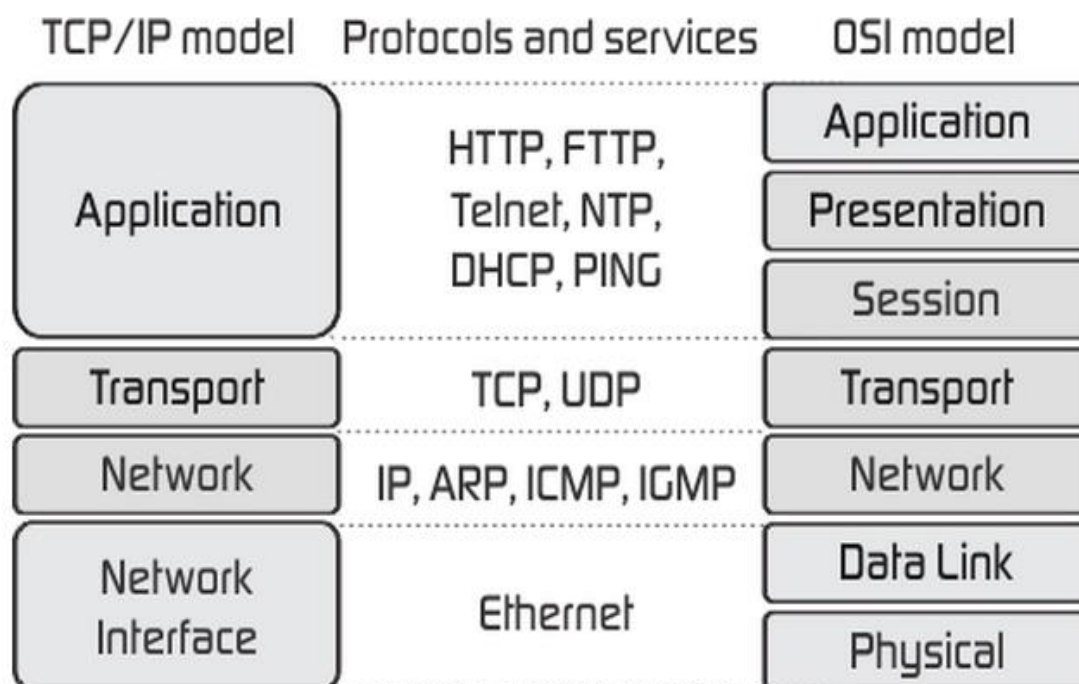 TCP/IP model
Protocols and services
OSI model
Application
HTTP, FTTP,
Telnet, NTP,
DHCP, PING
Application
Presentation
Session
Transport
TCP, UDP
Transport
Network
IP, ARP, ICMP, IGMP
Network
Network
Interface
Ethernet
Data Link
Physical